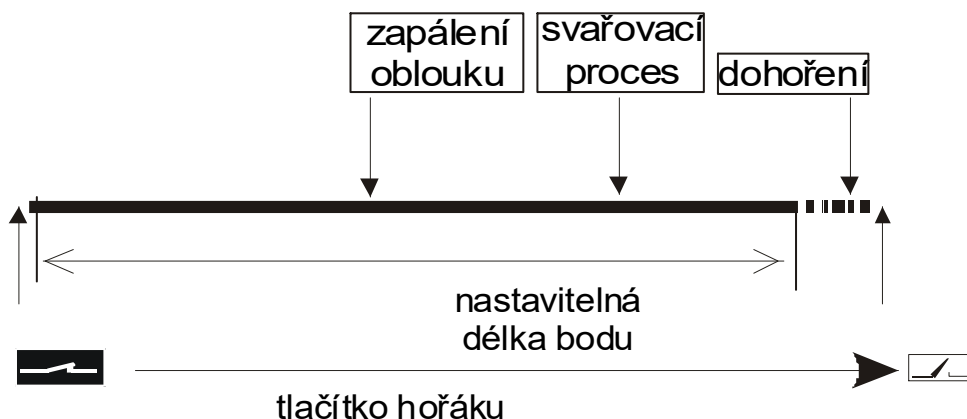 zapálení
oblouku
svařovací
proces
dohoření
nastavitelná
délka bodu
tlačítko hořáku